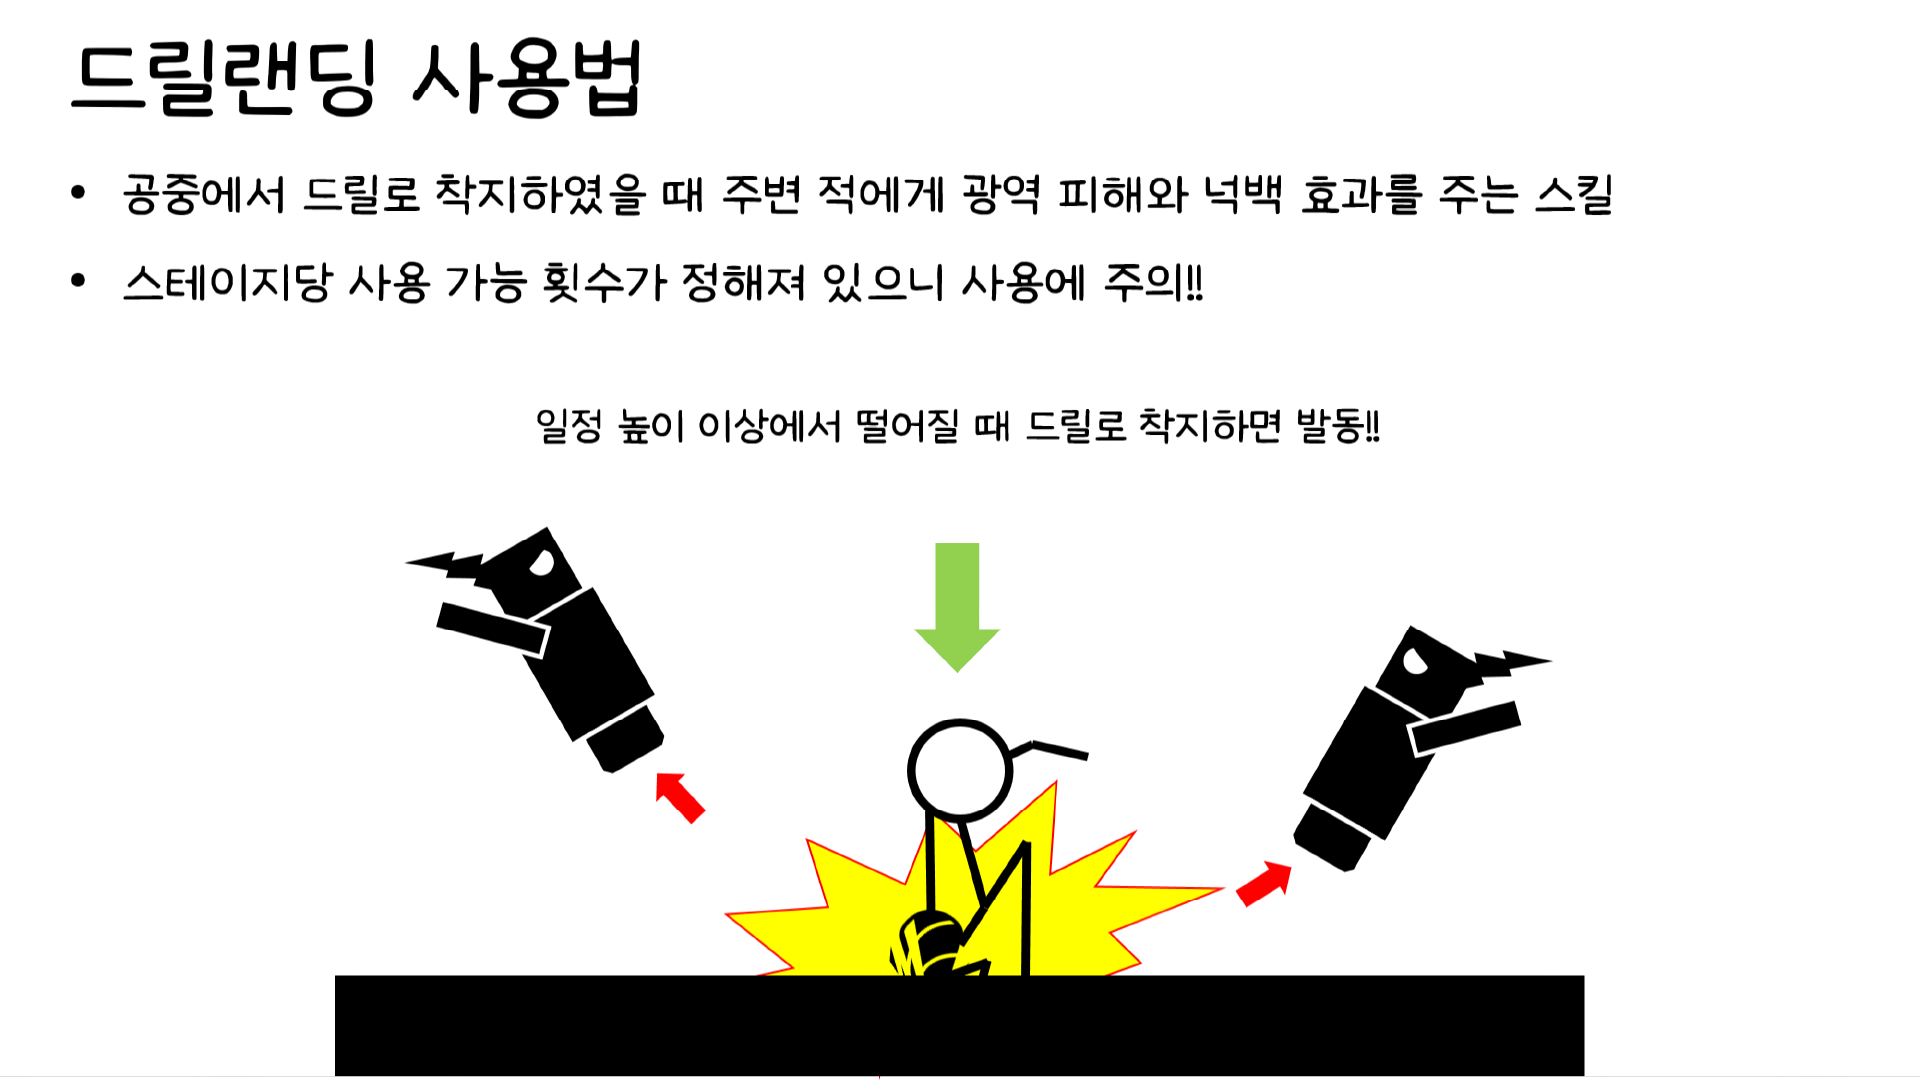 드릴랜딩 사용법
• 공중에서 드릴로 착지하였을 때 주변 적에게 광역 피해와 넉백 효과를 주는 스킬
• 스테이지당 사용 가능 횟수가 정해져 있으니 사용에 주의!!
일정 높이 이상에서 떨어질 때 드릴로 착지하면 발동!!